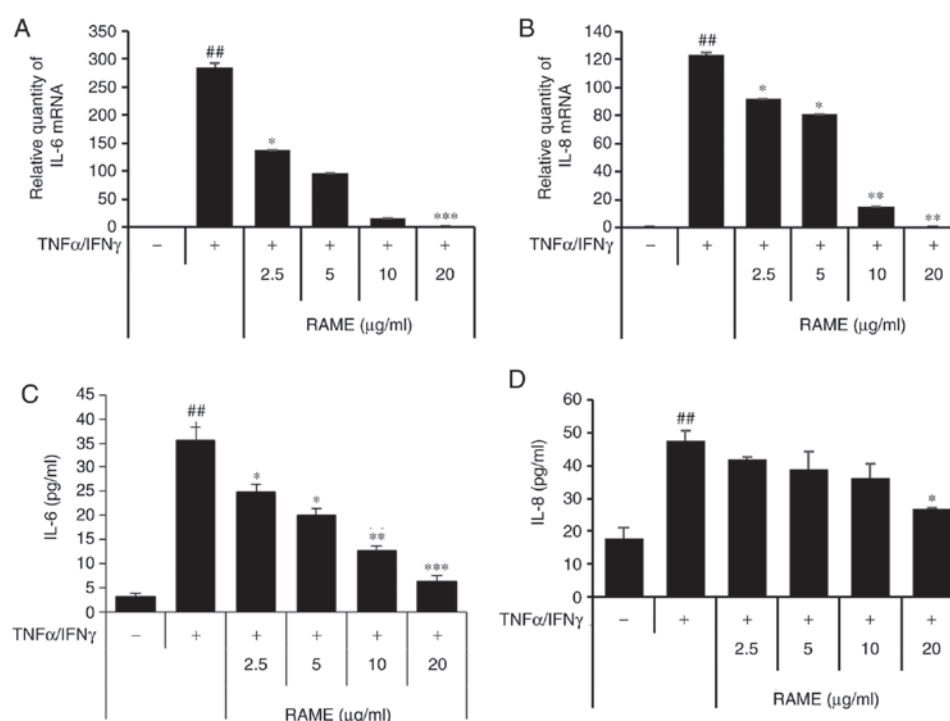 A
Relative quantity of
IL-6 mRNA
350
300
250
200
150
100
50
0
##
*
***
TNFα/IFNγ − + + + + +
2.5 5 10 20
RAME (μg/ml)
B
Relative quantity of
IL-8 mRNA
140
120
100
80
60
40
20
0
##
*
*
**
**
TNFα/IFNγ − + + + + +
2.5 5 10 20
RAME (μg/ml)
C
IL-6 (pg/ml)
45
40
35
30
25
20
15
10
5
0
##
*
*
**
***
TNFα/IFNγ − + + + + +
2.5 5 10 20
RAME (μg/ml)
D
IL-8 (pg/ml)
60
50
40
30
20
10
0
##
*
TNFα/IFNγ − + + + + +
2.5 5 10 20
RAME (μg/ml)